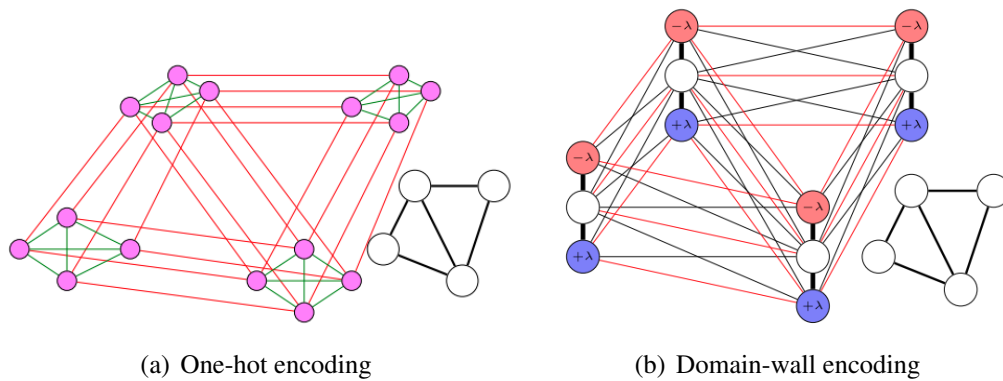 −λ −λ
+λ +λ
−λ
−λ
+λ
+λ
(a) One-hot encoding (b) Domain-wall encoding